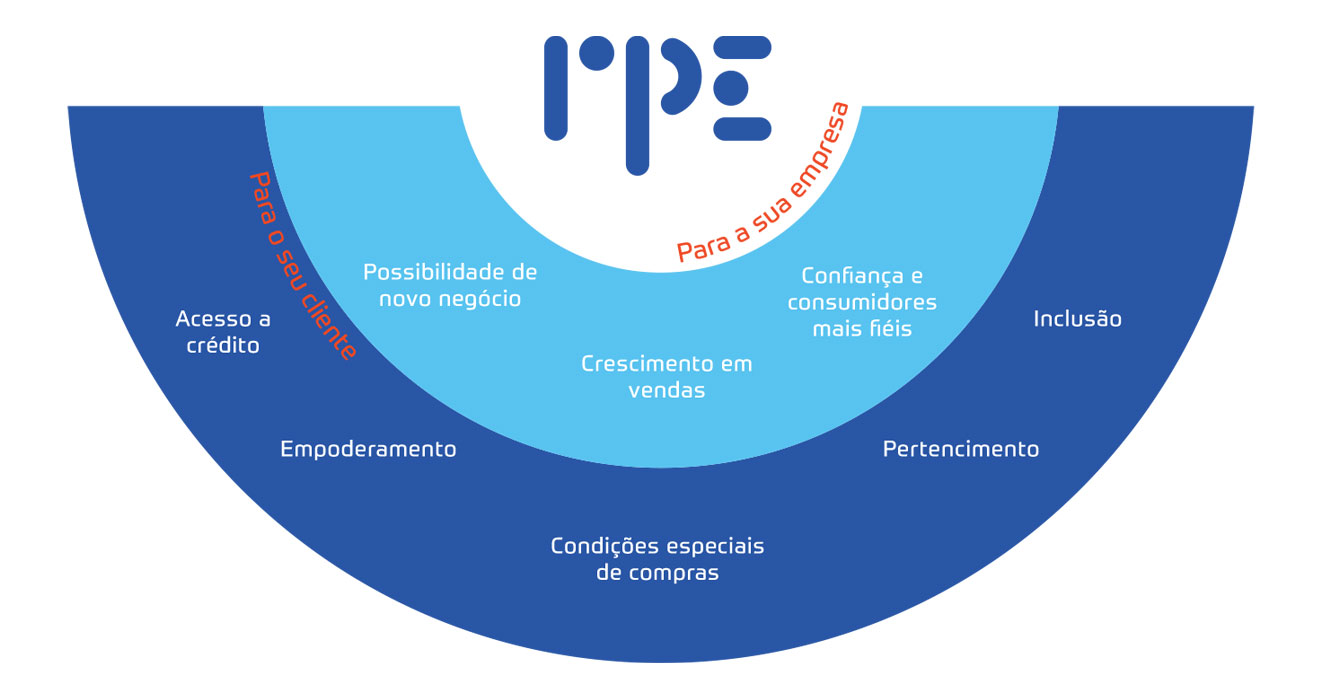 rpe
Para a sua empresa
Para o seu cliente
Possibilidade de
novo negócio
Confiança e
consumidores
mais fiéis
Crescimento em
vendas
Acesso a
crédito
Inclusão
Empoderamento
Pertencimento
Condições especiais
de compras